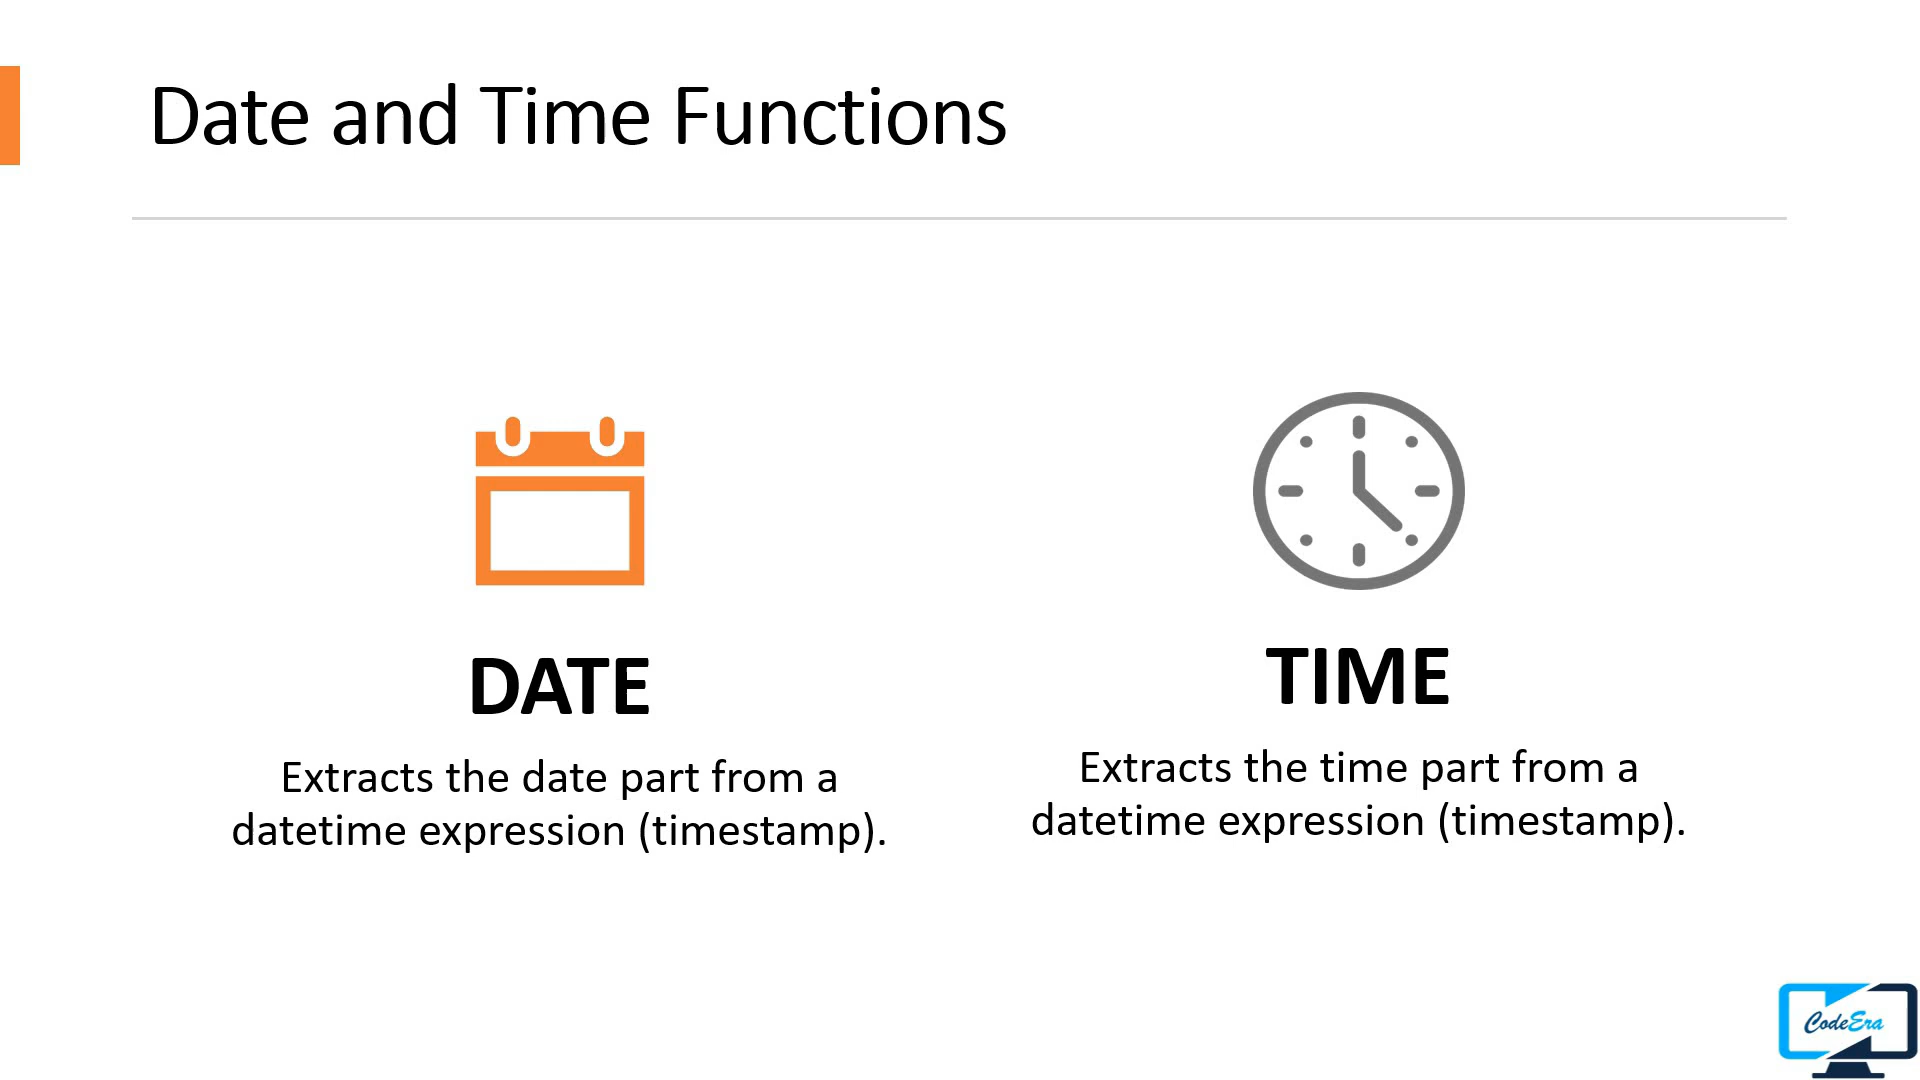 Date and Time Functions
DATE
Extracts the date part from a
datetime expression (timestamp).
TIME
Extracts the time part from a
datetime expression (timestamp).
CodeEra